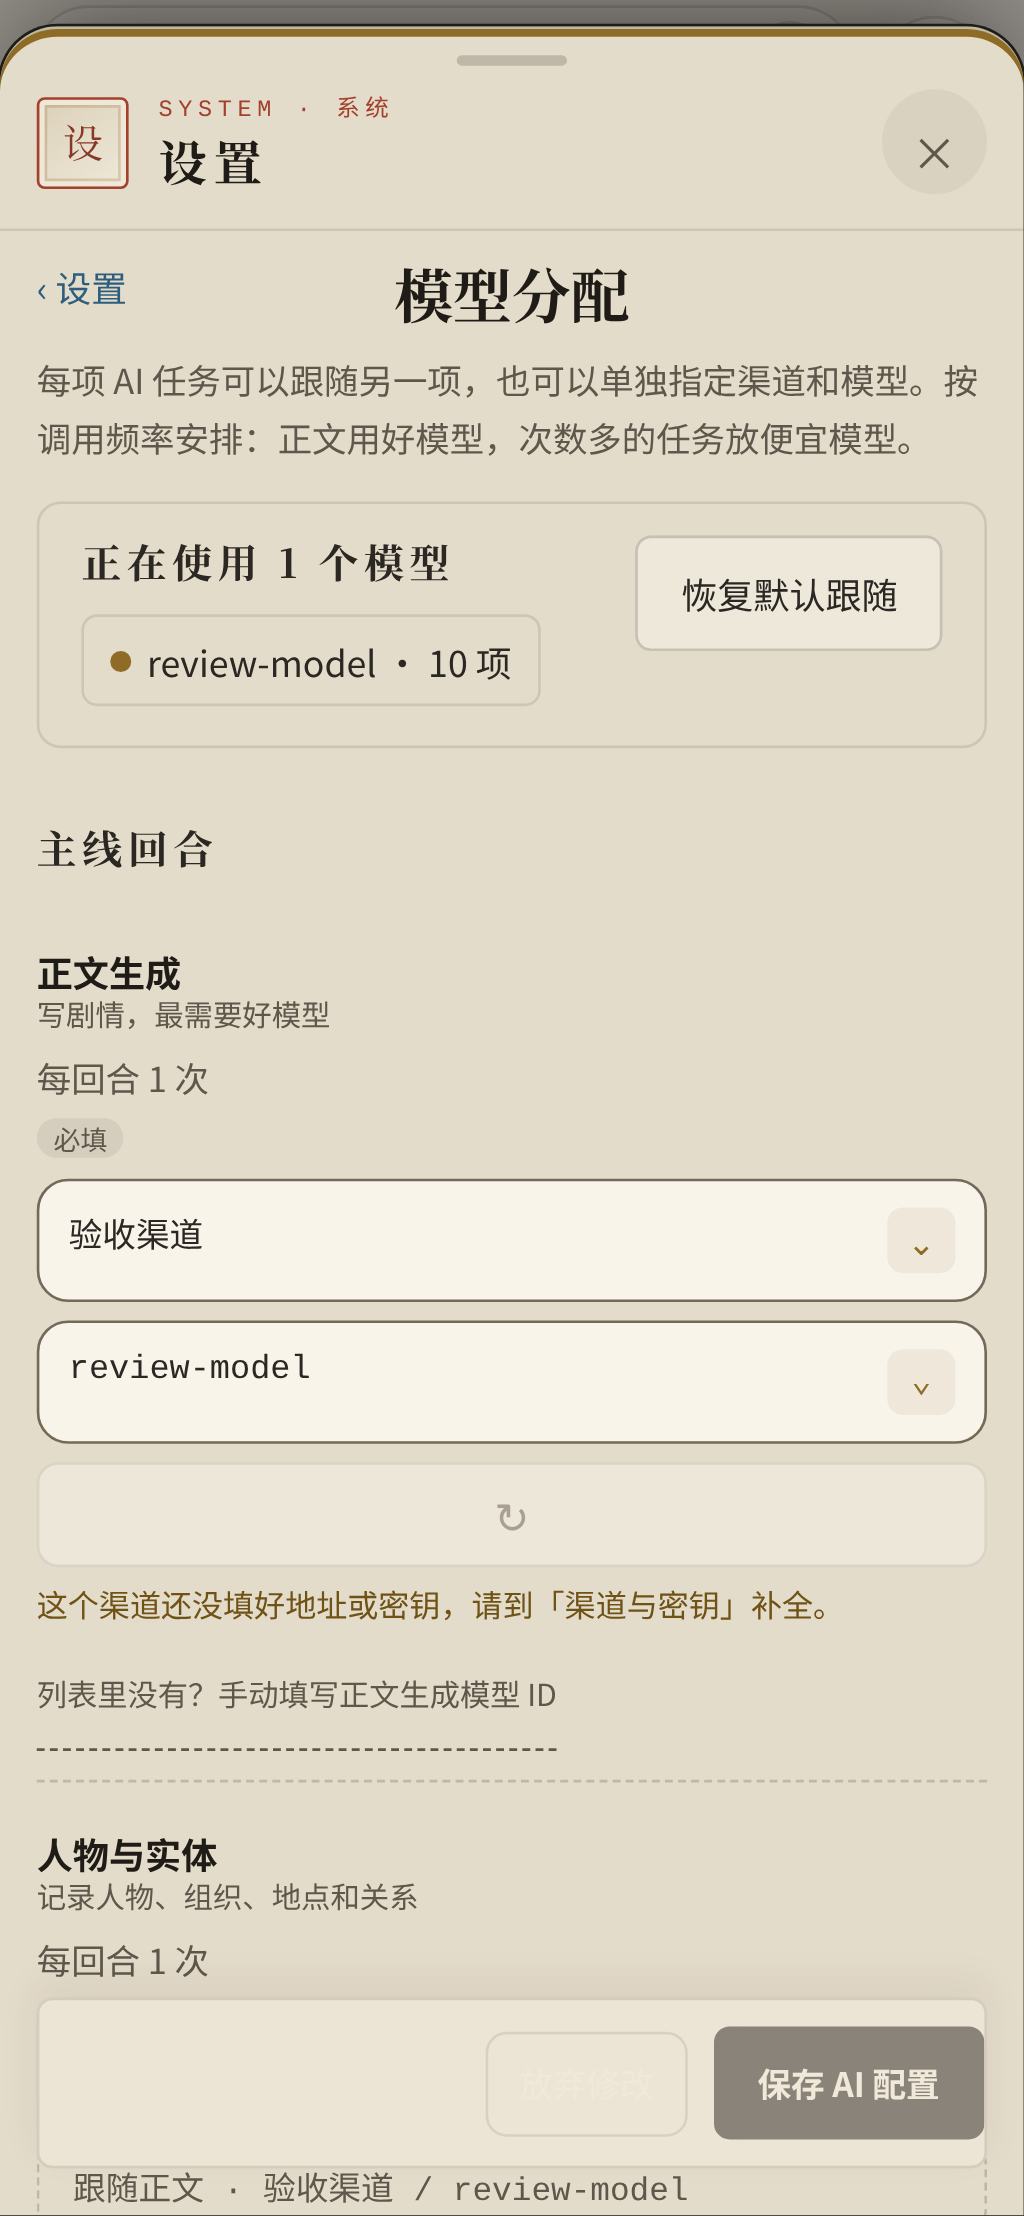 设
SYSTEM · 系统
设置
‹ 设置
模型分配
每项 AI 任务可以跟随另一项，也可以单独指定渠道和模型。按
调用频率安排：正文用好模型，次数多的任务放便宜模型。
正在使用 1 个模型
恢复默认跟随
review-model · 10 项
主线回合
正文生成
写剧情，最需要好模型
每回合 1 次
必填
验收渠道
review-model
这个渠道还没填好地址或密钥，请到「渠道与密钥」补全。
列表里没有？手动填写正文生成模型 ID
人物与实体
记录人物、组织、地点和关系
每回合 1 次
放弃修改
保存 AI 配置
跟随正文 · 验收渠道 / review-model